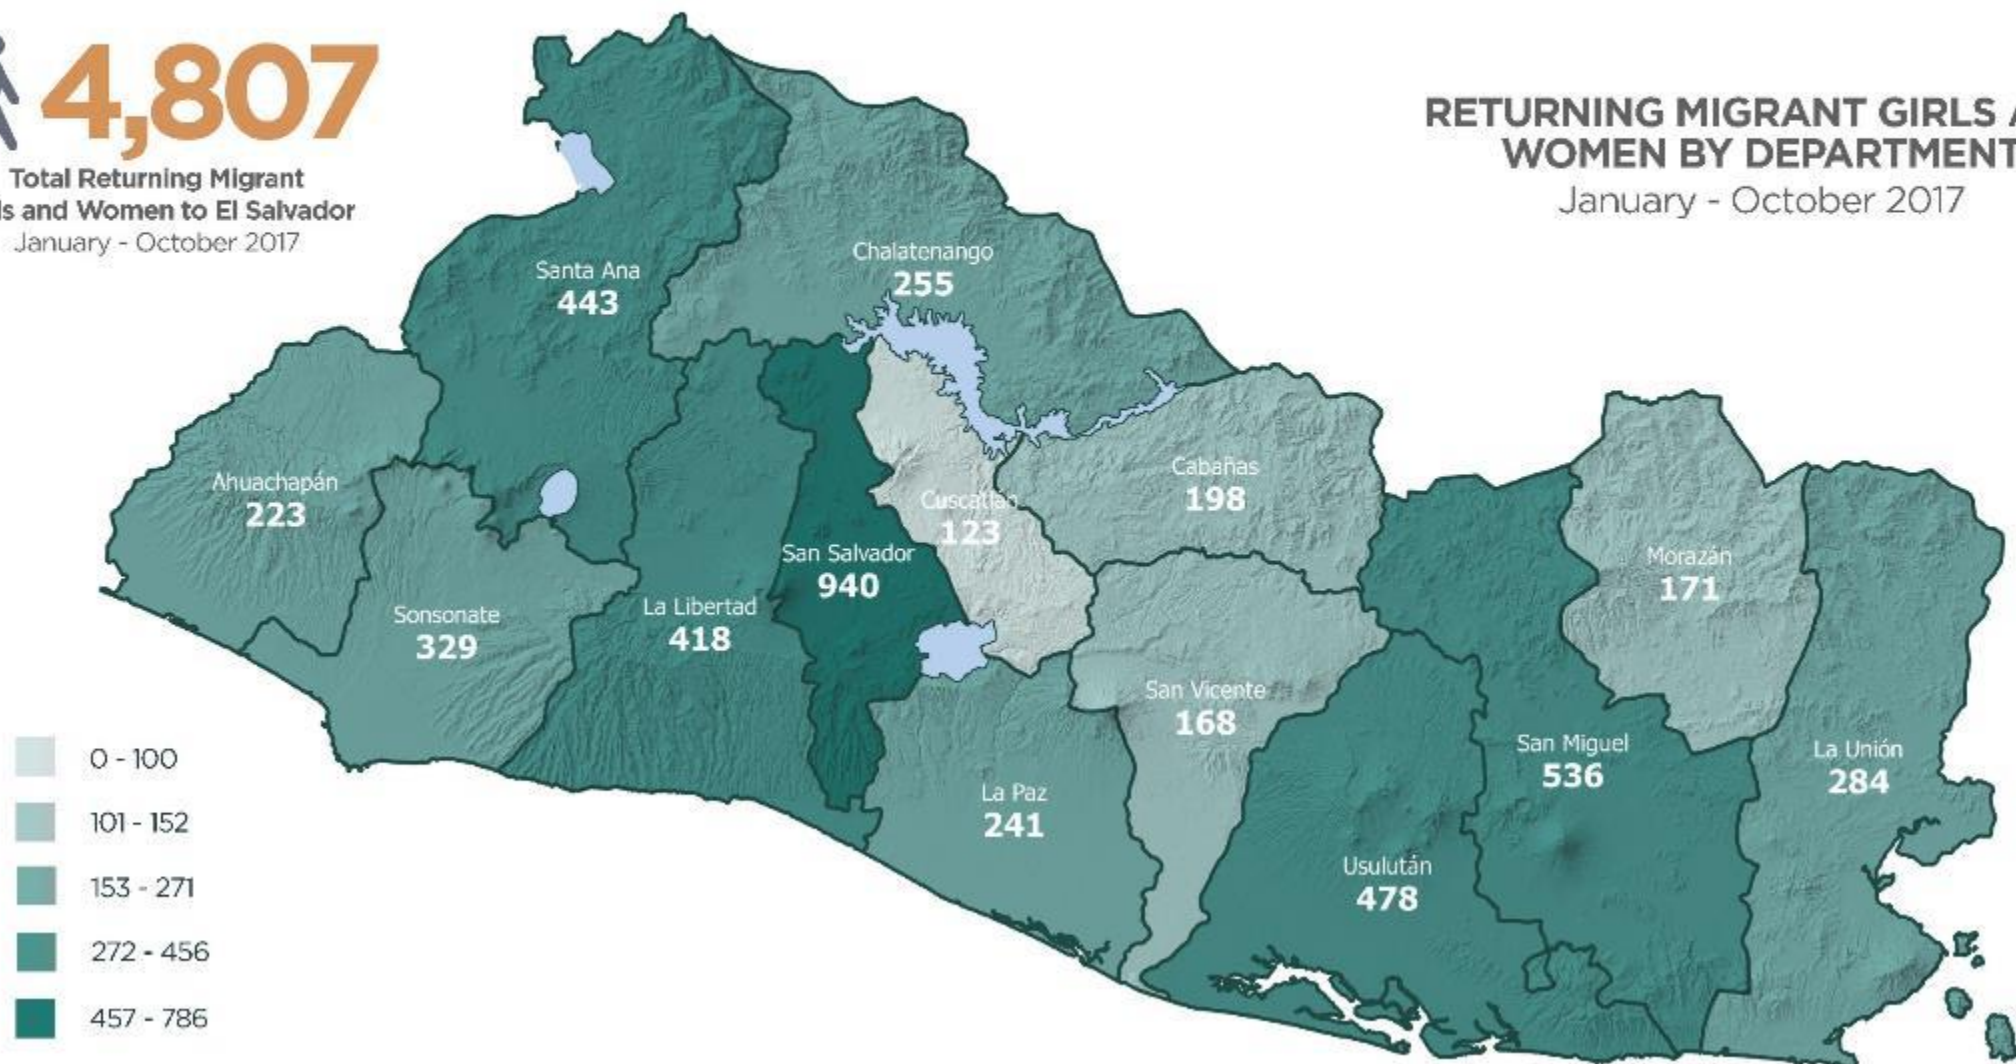 4,807
Total Returning Migrant
ls and Women to El Salvador
January - October 2017
RETURNING MIGRANT GIRLS A
WOMEN BY DEPARTMENT
January - October 2017
Santa Ana
443
Chalatenango
255
Ahuachapán
223
Sonsonate
329
La Libertad
418
San Salvador
940
Cuscatlán
123
Cabañas
198
San Vicente
168
La Paz
241
Usulután
478
San Miguel
536
Morazán
171
La Unión
284
0 - 100
101 - 152
153 - 271
272 - 456
457 - 786